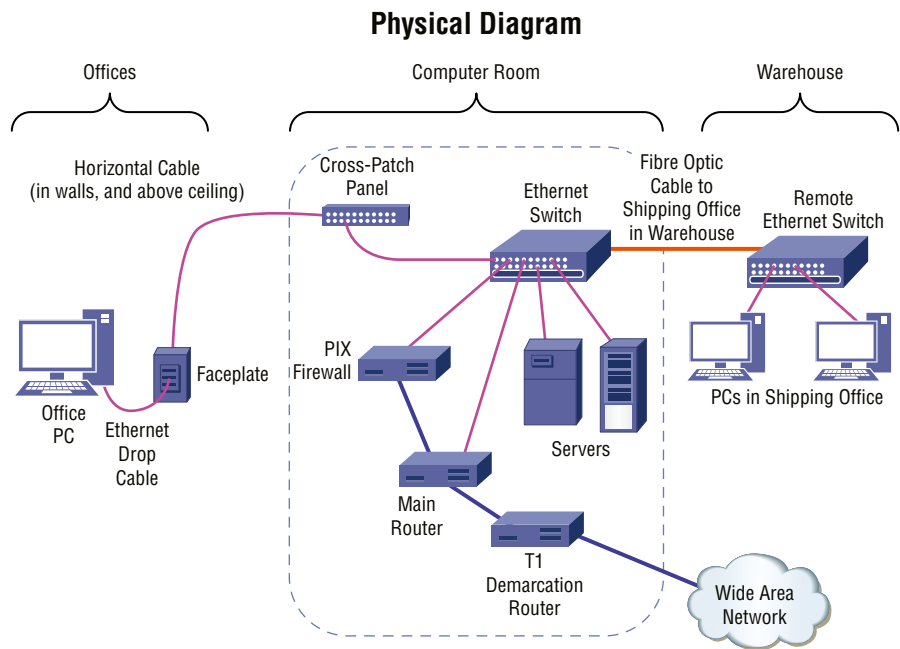 Physical Diagram
Offices
Computer Room
Warehouse
Horizontal Cable
(in walls, and above ceiling)
Cross-Patch
Panel
Ethernet
Switch
Fibre Optic
Cable to
Shipping Office
in Warehouse
Remote
Ethernet Switch
PIX
Firewall
Faceplate
Office
PC
Ethernet
Drop
Cable
Servers
PCs in Shipping Office
Main
Router
T1
Demarcation
Router
Wide Area
Network